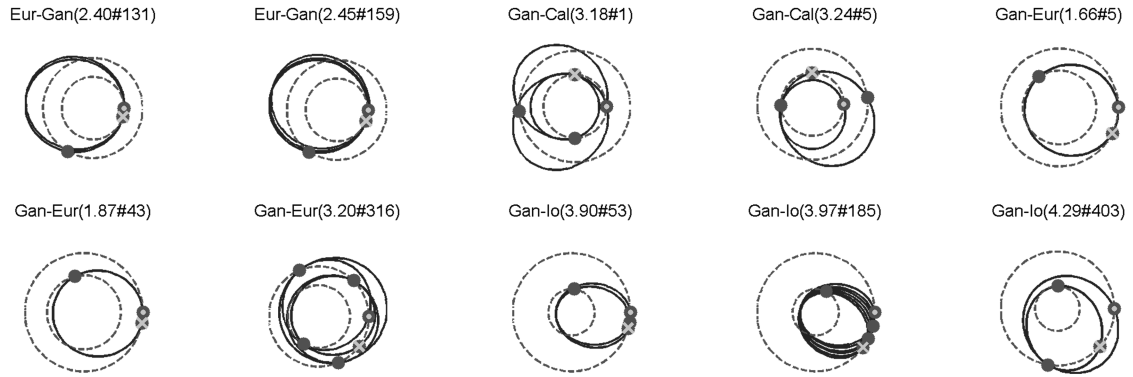 Eur-Gan(2.40#131)
Eur-Gan(2.45#159)
Gan-Cal(3.18#1)
Gan-Cal(3.24#5)
Gan-Eur(1.66#5)
Gan-Eur(1.87#43)
Gan-Eur(3.20#316)
Gan-Io(3.90#53)
Gan-Io(3.97#185)
Gan-Io(4.29#403)